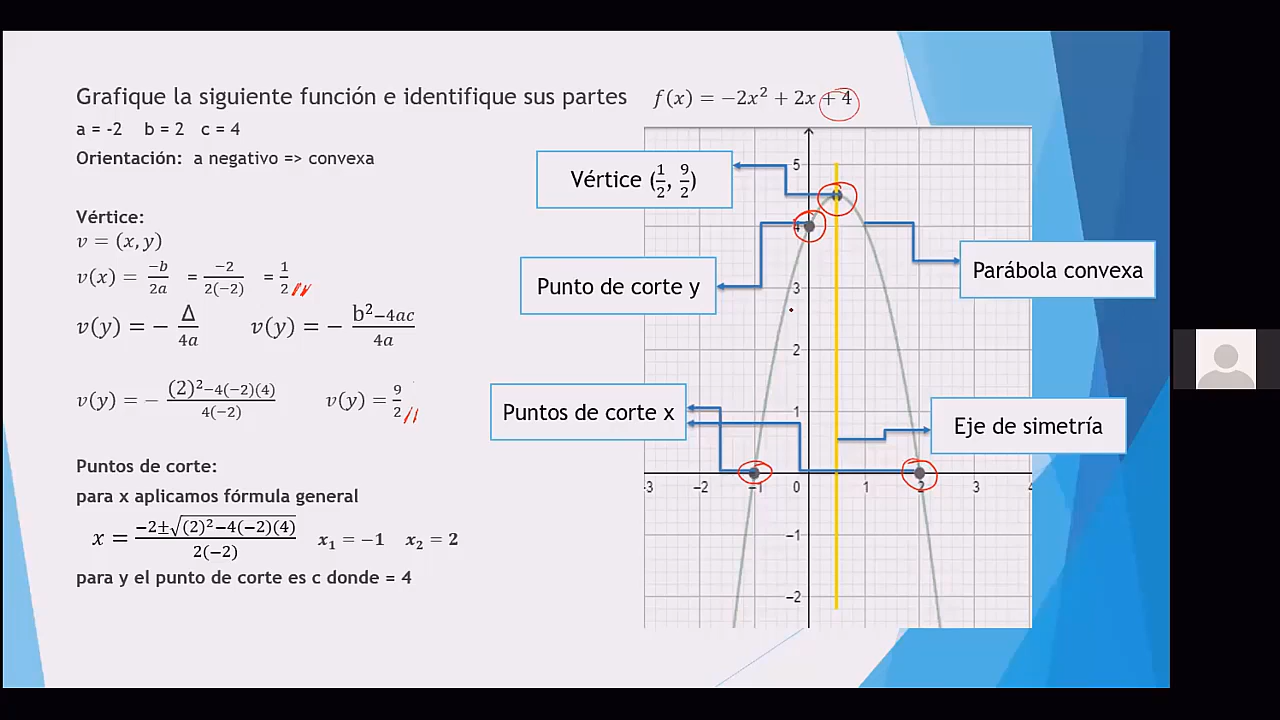 Grafique la siguiente función e identifique sus partes f(x) = −2x² + 2x + 4
a = -2 b = 2 c = 4
Orientación: a negativo => convexa
Vértice:
v = (x, y)
v(x) = −b/2a = −2/2(−2) = 1/2
v(y) = − Δ/4a v(y) = − b²−4ac/4a
v(y) = − (2)²−4(−2)(4)/4(−2) v(y) = 9/2
Puntos de corte:
para x aplicamos fórmula general
x = −2±√(2)²−4(−2)(4)/2(−2) x₁ = −1 x₂ = 2
para y el punto de corte es c donde = 4
Vértice (1/2, 9/2)
Punto de corte y
Parábola convexa
Puntos de corte x
Eje de simetría
5
4
3
2
1
-3 −2 −1 0 1 2 3 4
−1
−2